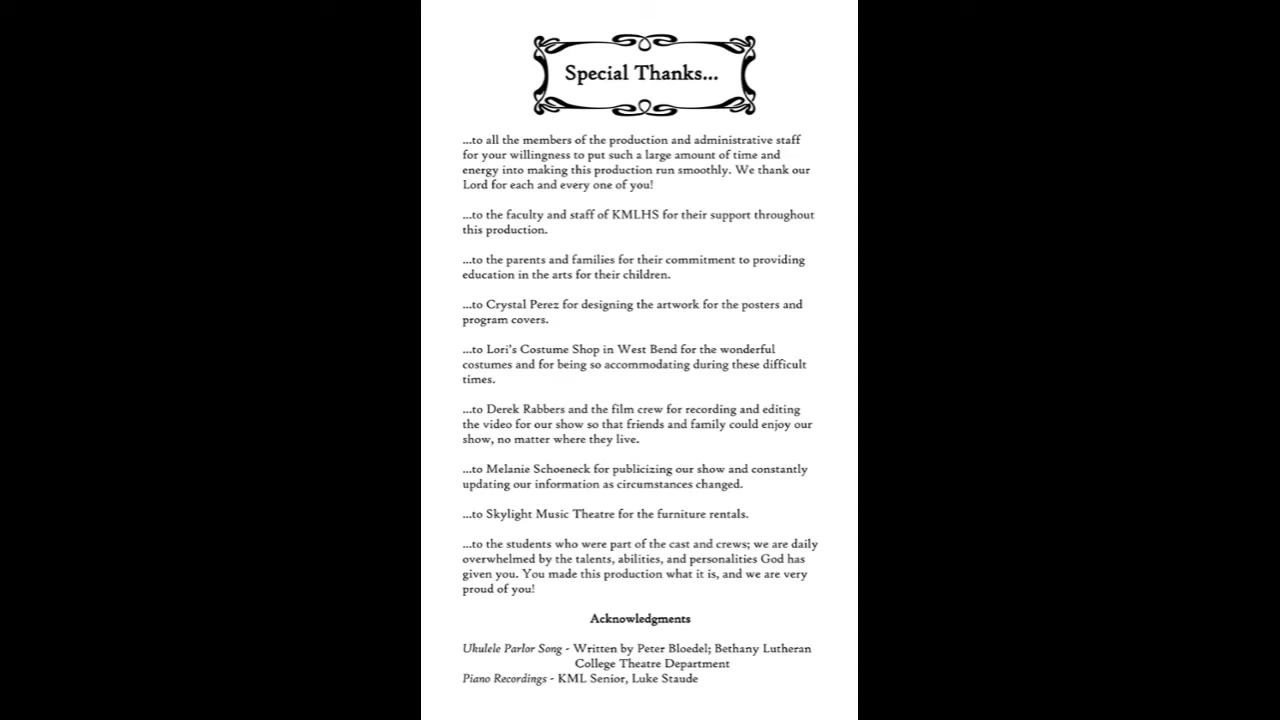 Special Thanks...
...to all the members of the production and administrative staff
for your willingness to put such a large amount of time and
energy into making this production run smoothly. We thank our
Lord for each and every one of you!
...to the faculty and staff of KMLHS for their support throughout
this production.
...to the parents and families for their commitment to providing
education in the arts for their children.
...to Crystal Perez for designing the artwork for the posters and
program covers.
...to Lori's Costume Shop in West Bend for the wonderful
costumes and for being so accommodating during these difficult
times.
...to Derek Rabbers and the film crew for recording and editing
the video for our show so that friends and family could enjoy our
show, no matter where they live.
...to Melanie Schoeneck for publicizing our show and constantly
updating our information as circumstances changed.
...to Skylight Music Theatre for the furniture rentals.
...to the students who were part of the cast and crews; we are daily
overwhelmed by the talents, abilities, and personalities God has
given you. You made this production what it is, and we are very
proud of you!
Acknowledgments
Ukulele Parlor Song - Written by Peter Bloedel; Bethany Lutheran
College Theatre Department
Piano Recordings - KML Senior, Luke Staude